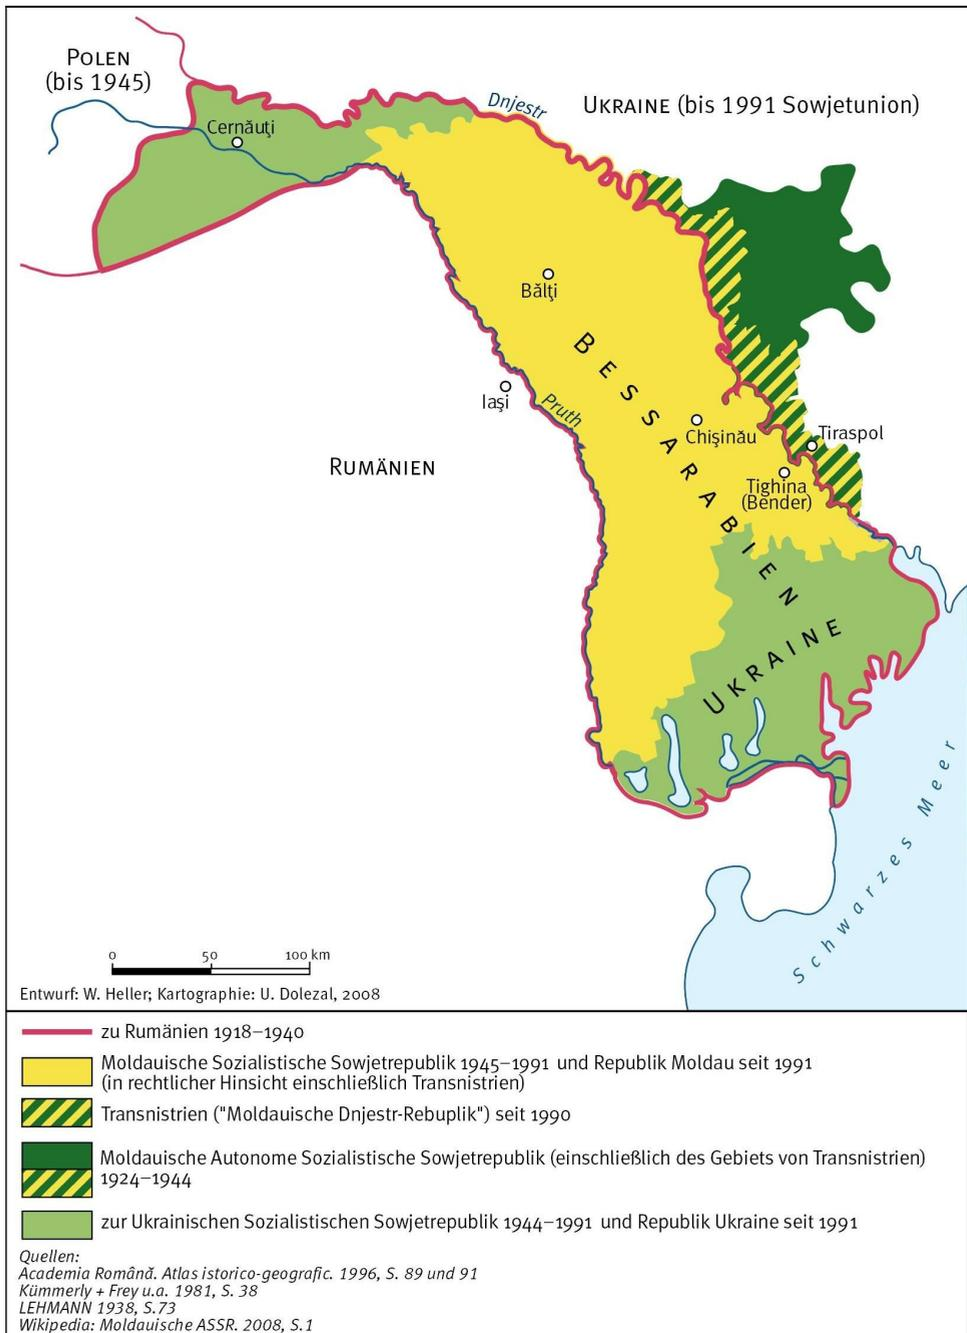 POLEN
(bis 1945)
Dnjestr
UKRAINE (bis 1991 Sowjetunion)
Cernăuţi
Bălţi
BESSARABIEN
Iaşi
Pruth
Chişinău
Tiraspol
RUMÄNIEN
Tighina
(Bender)
UKRAINE
Schwarzes Meer
0 50 100 km
Entwurf: W. Heller; Kartographie: U. Dolezal, 2008
zu Rumänien 1918–1940
Moldauische Sozialistische Sowjetrepublik 1945–1991 und Republik Moldau seit 1991
(in rechtlicher Hinsicht einschließlich Transnistrien)
Transnistrien ("Moldauische Dnjestr-Rebuplik") seit 1990
Moldauische Autonome Sozialistische Sowjetrepublik (einschließlich des Gebiets von Transnistrien)
1924–1944
zur Ukrainischen Sozialistischen Sowjetrepublik 1944–1991 und Republik Ukraine seit 1991
Quellen:
Academia Română. Atlas istorico-geografic. 1996, S. 89 und 91
Kümmerly + Frey u.a. 1981, S. 38
LEHMANN 1938, S.73
Wikipedia: Moldauische ASSR. 2008, S.1